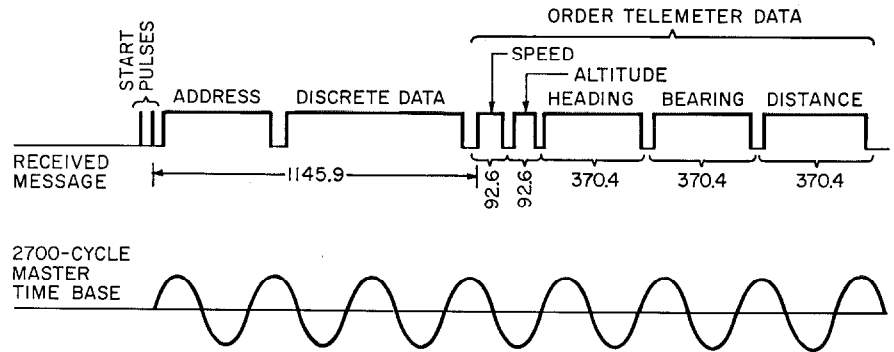 ORDER TELEMETER DATA
START
PULSES
SPEED
ALTITUDE
ADDRESS
DISCRETE DATA
HEADING
BEARING
DISTANCE
RECEIVED
MESSAGE
1145.9
92.6
92.6
370.4
370.4
370.4
2700-CYCLE
MASTER
TIME BASE